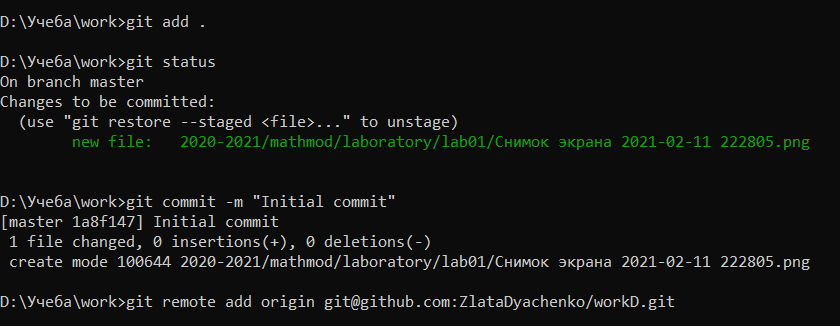 D:\Учеба\work>git add .
D:\Учеба\work>git status
On branch master
Changes to be committed:
  (use "git restore --staged <file>..." to unstage)
        new file:   2020-2021/mathmod/laboratory/lab01/Снимок экрана 2021-02-11 222805.png
D:\Учеба\work>git commit -m "Initial commit"
[master 1a8f147] Initial commit
 1 file changed, 0 insertions(+), 0 deletions(-)
 create mode 100644 2020-2021/mathmod/laboratory/lab01/Снимок экрана 2021-02-11 222805.png
D:\Учеба\work>git remote add origin git@github.com:ZlataDyachenko/workD.git